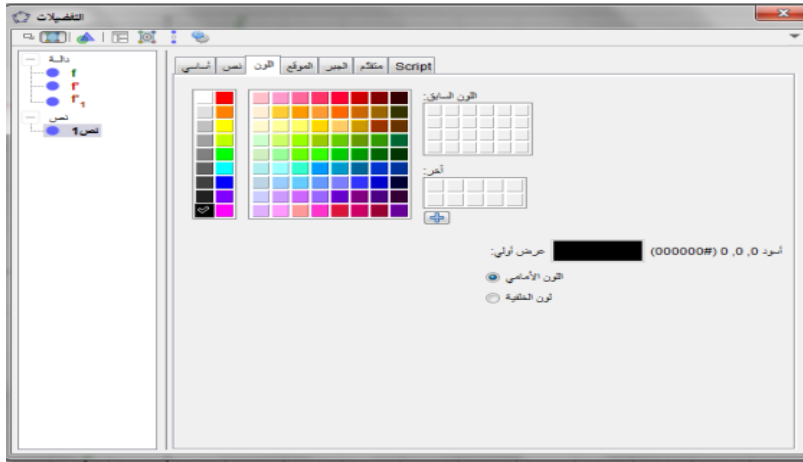 التفضيلات
دالة
f
f'
f'₁
نص
نص1
أساسي نص اللون الموقع الجبر متقدّم Script
اللون السابق:
آخر:
عرض أولي: أسود 0, 0, 0 (#000000)
اللون الأمامي
لون الخلفية